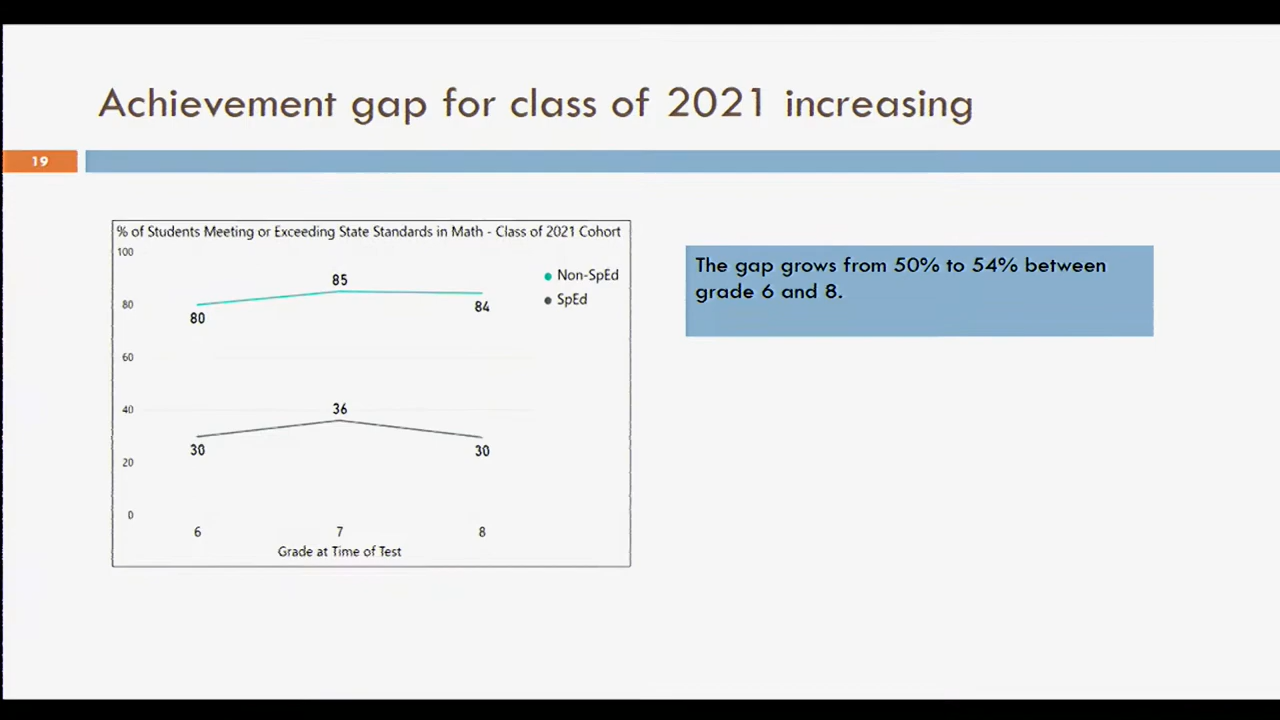 Achievement gap for class of 2021 increasing
19
% of Students Meeting or Exceeding State Standards in Math - Class of 2021 Cohort
100
80
60
40
20
0
Non-SpEd
SpEd
80
85
84
30
36
30
6 7 8
Grade at Time of Test
The gap grows from 50% to 54% between
grade 6 and 8.